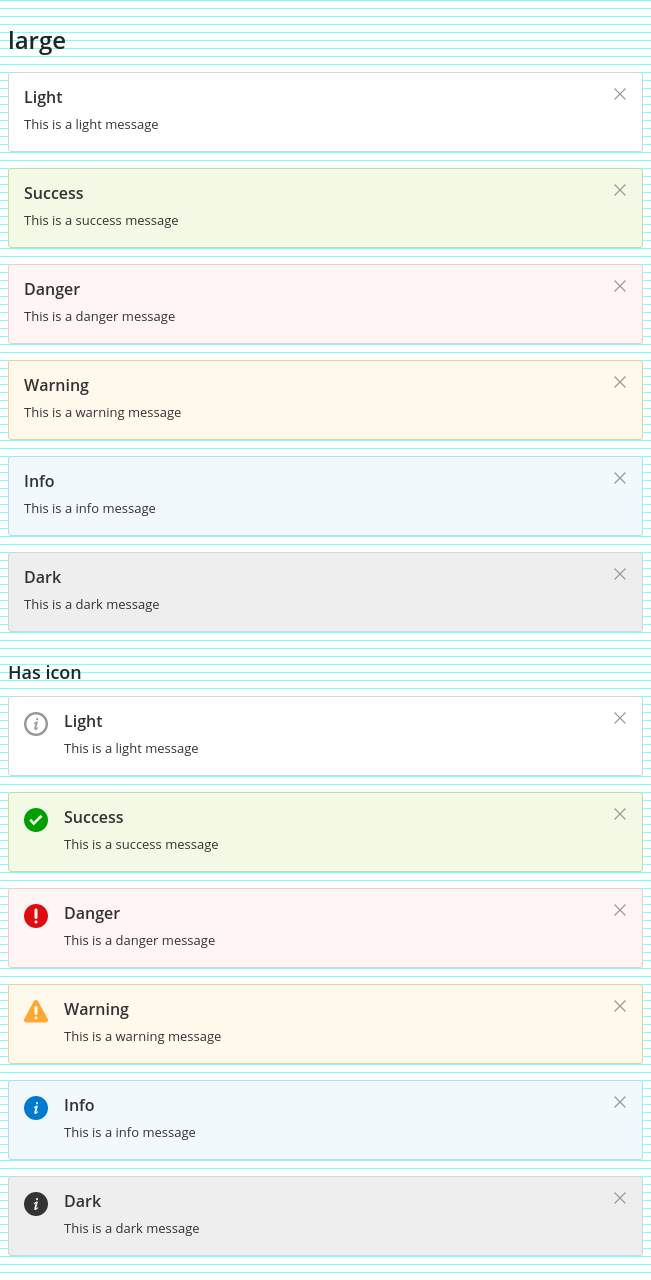 large
Light
This is a light message
Success
This is a success message
Danger
This is a danger message
Warning
This is a warning message
Info
This is a info message
Dark
This is a dark message
Has icon
Light
This is a light message
Success
This is a success message
Danger
This is a danger message
Warning
This is a warning message
Info
This is a info message
Dark
This is a dark message